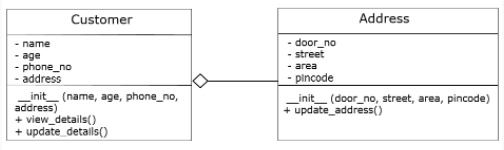 Customer
- name
- age
- phone_no
- address
__init__ (name, age, phone_no,
address)
+ view_details()
+ update_details()
Address
- door_no
- street
- area
- pincode
__init__ (door_no, street, area, pincode)
+ update_address()